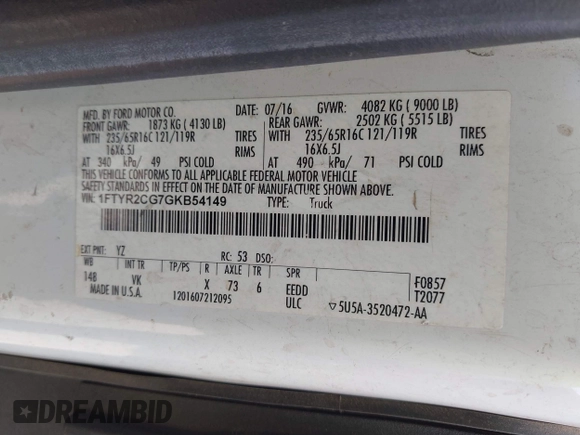 MFD. BY FORD MOTOR CO. 07/16 GVWR: 4082 KG ( 9000 LB)
FRONT GAWR: 1873 KG ( 4130 LB) REAR GAWR: 2502 KG ( 5515 LB)
WITH 235/65R16C 121/119R TIRES WITH 235/65R16C 121/119R TIRES
16X6.5J 16X6.5J
AT 340 kPa/ 49 PSI COLD AT 490 kPa/ 71 PSI COLD
THIS VEHICLE CONFORMS TO ALL APPLICABLE FEDERAL MOTOR VEHICLE
SAFETY STANDARDS IN EFFECT ON THE DATE OF MANUFACTURE SHOWN ABOVE.
VIN: 1FTYR2CG7GKB54149 TYPE: Truck
EXT PNT: YZ RC: 53 DSO:
WB INT TR TP/PS R AXLE TR SPR
148 VK X 73 6 EEDD F0857
MADE IN U.S.A. 1201607212095 ULC T2077
▽5U5A-3520472-AA
DREAMBID